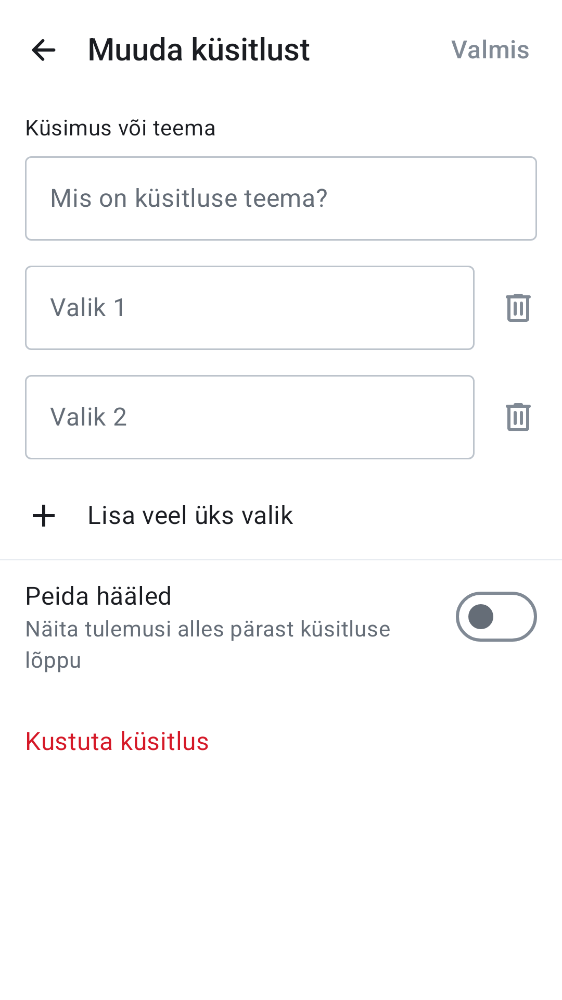 Muuda küsitlust
Valmis
Küsimus või teema
Mis on küsitluse teema?
Valik 1
Valik 2
Lisa veel üks valik
Peida hääled
Näita tulemusi alles pärast küsitluse
lõppu
Kustuta küsitlus